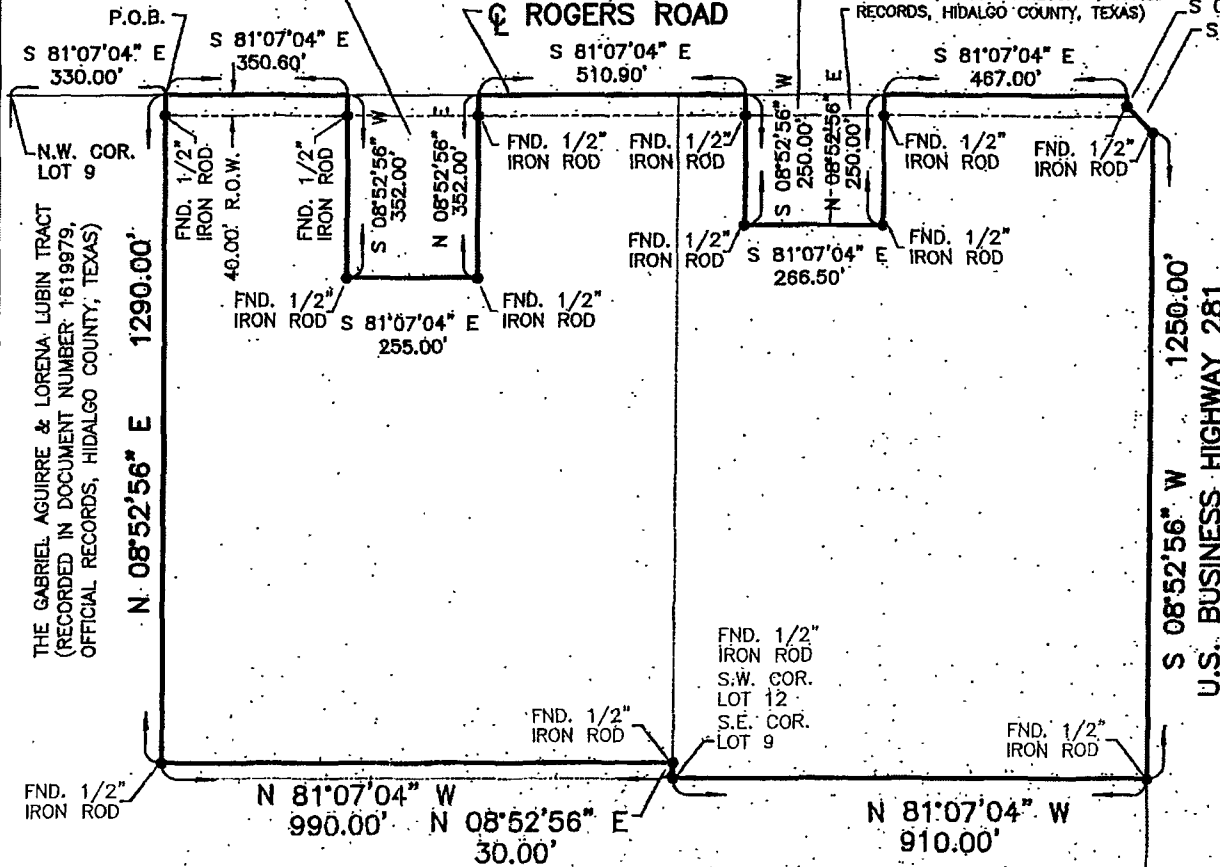 P.O.B.
℄ ROGERS ROAD
RECORDS, HIDALGO COUNTY, TEXAS)
S 81°07'04" E
330.00'
S 81°07'04" E
350.60'
S 81°07'04" E
510.90'
S 81°07'04" E
467.00'
S
S
N.W. COR.
LOT 9
FND. 1/2"
IRON ROD
40.00' R.O.W.
FND. 1/2"
IRON ROD
S 08°52'56" W
352.00'
N 08°52'56" E
352.00'
FND. 1/2"
IRON ROD
FND. 1/2"
IRON ROD
S 08°52'56" W
250.00'
N 08°52'56" E
250.00'
FND. 1/2"
IRON ROD
FND. 1/2"
IRON ROD
FND. 1/2"
IRON ROD
S 81°07'04" E
266.50'
FND. 1/2"
IRON ROD
FND. 1/2"
IRON ROD
S 81°07'04" E
255.00'
FND. 1/2"
IRON ROD
THE GABRIEL AGUIRRE & LORENA LUBIN TRACT
(RECORDED IN DOCUMENT NUMBER 1619979,
OFFICIAL RECORDS, HIDALGO COUNTY, TEXAS)
N 08°52'56" E 1290.00'
S 08°52'56" W 1250.00'
U.S. BUSINESS HIGHWAY 281
FND. 1/2"
IRON ROD
S.W. COR.
LOT 12
S.E. COR.
LOT 9
FND. 1/2"
IRON ROD
FND. 1/2"
IRON ROD
FND. 1/2"
IRON ROD
N 81°07'04" W
990.00'
N 08°52'56" E
30.00'
N 81°07'04" W
910.00'